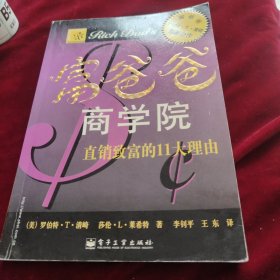 Rich Dad's
富爸爸
商学院
直销致富的11大理由
(美) 罗伯特·T·清崎 莎伦·L·莱希特 著 李钊平 王东 译
电子工业出版社